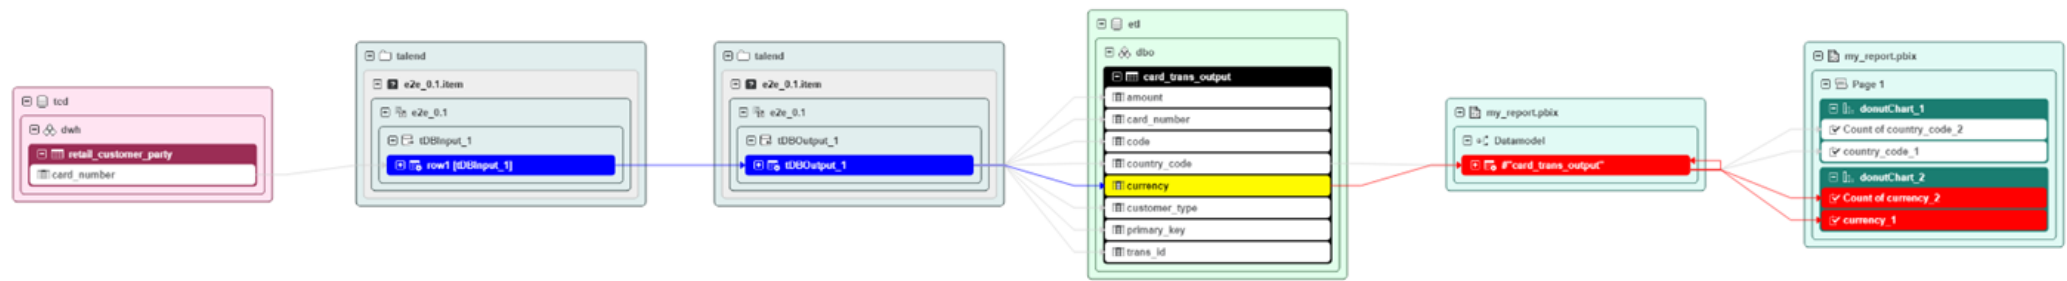 tcd
dwh
retail_customer_party
card_number
talend
e2e_0.1.item
e2e_0.1
tDBInput_1
row1 [tDBInput_1]
talend
e2e_0.1.item
e2e_0.1
tDBOutput_1
tDBOutput_1
etl
dbo
card_trans_output
amount
card_number
code
country_code
currency
customer_type
primary_key
trans_id
my_report.pbix
Datamodel
#"card_trans_output"
my_report.pbix
Page 1
donutChart_1
Count of country_code_2
country_code_1
donutChart_2
Count of currency_2
currency_1